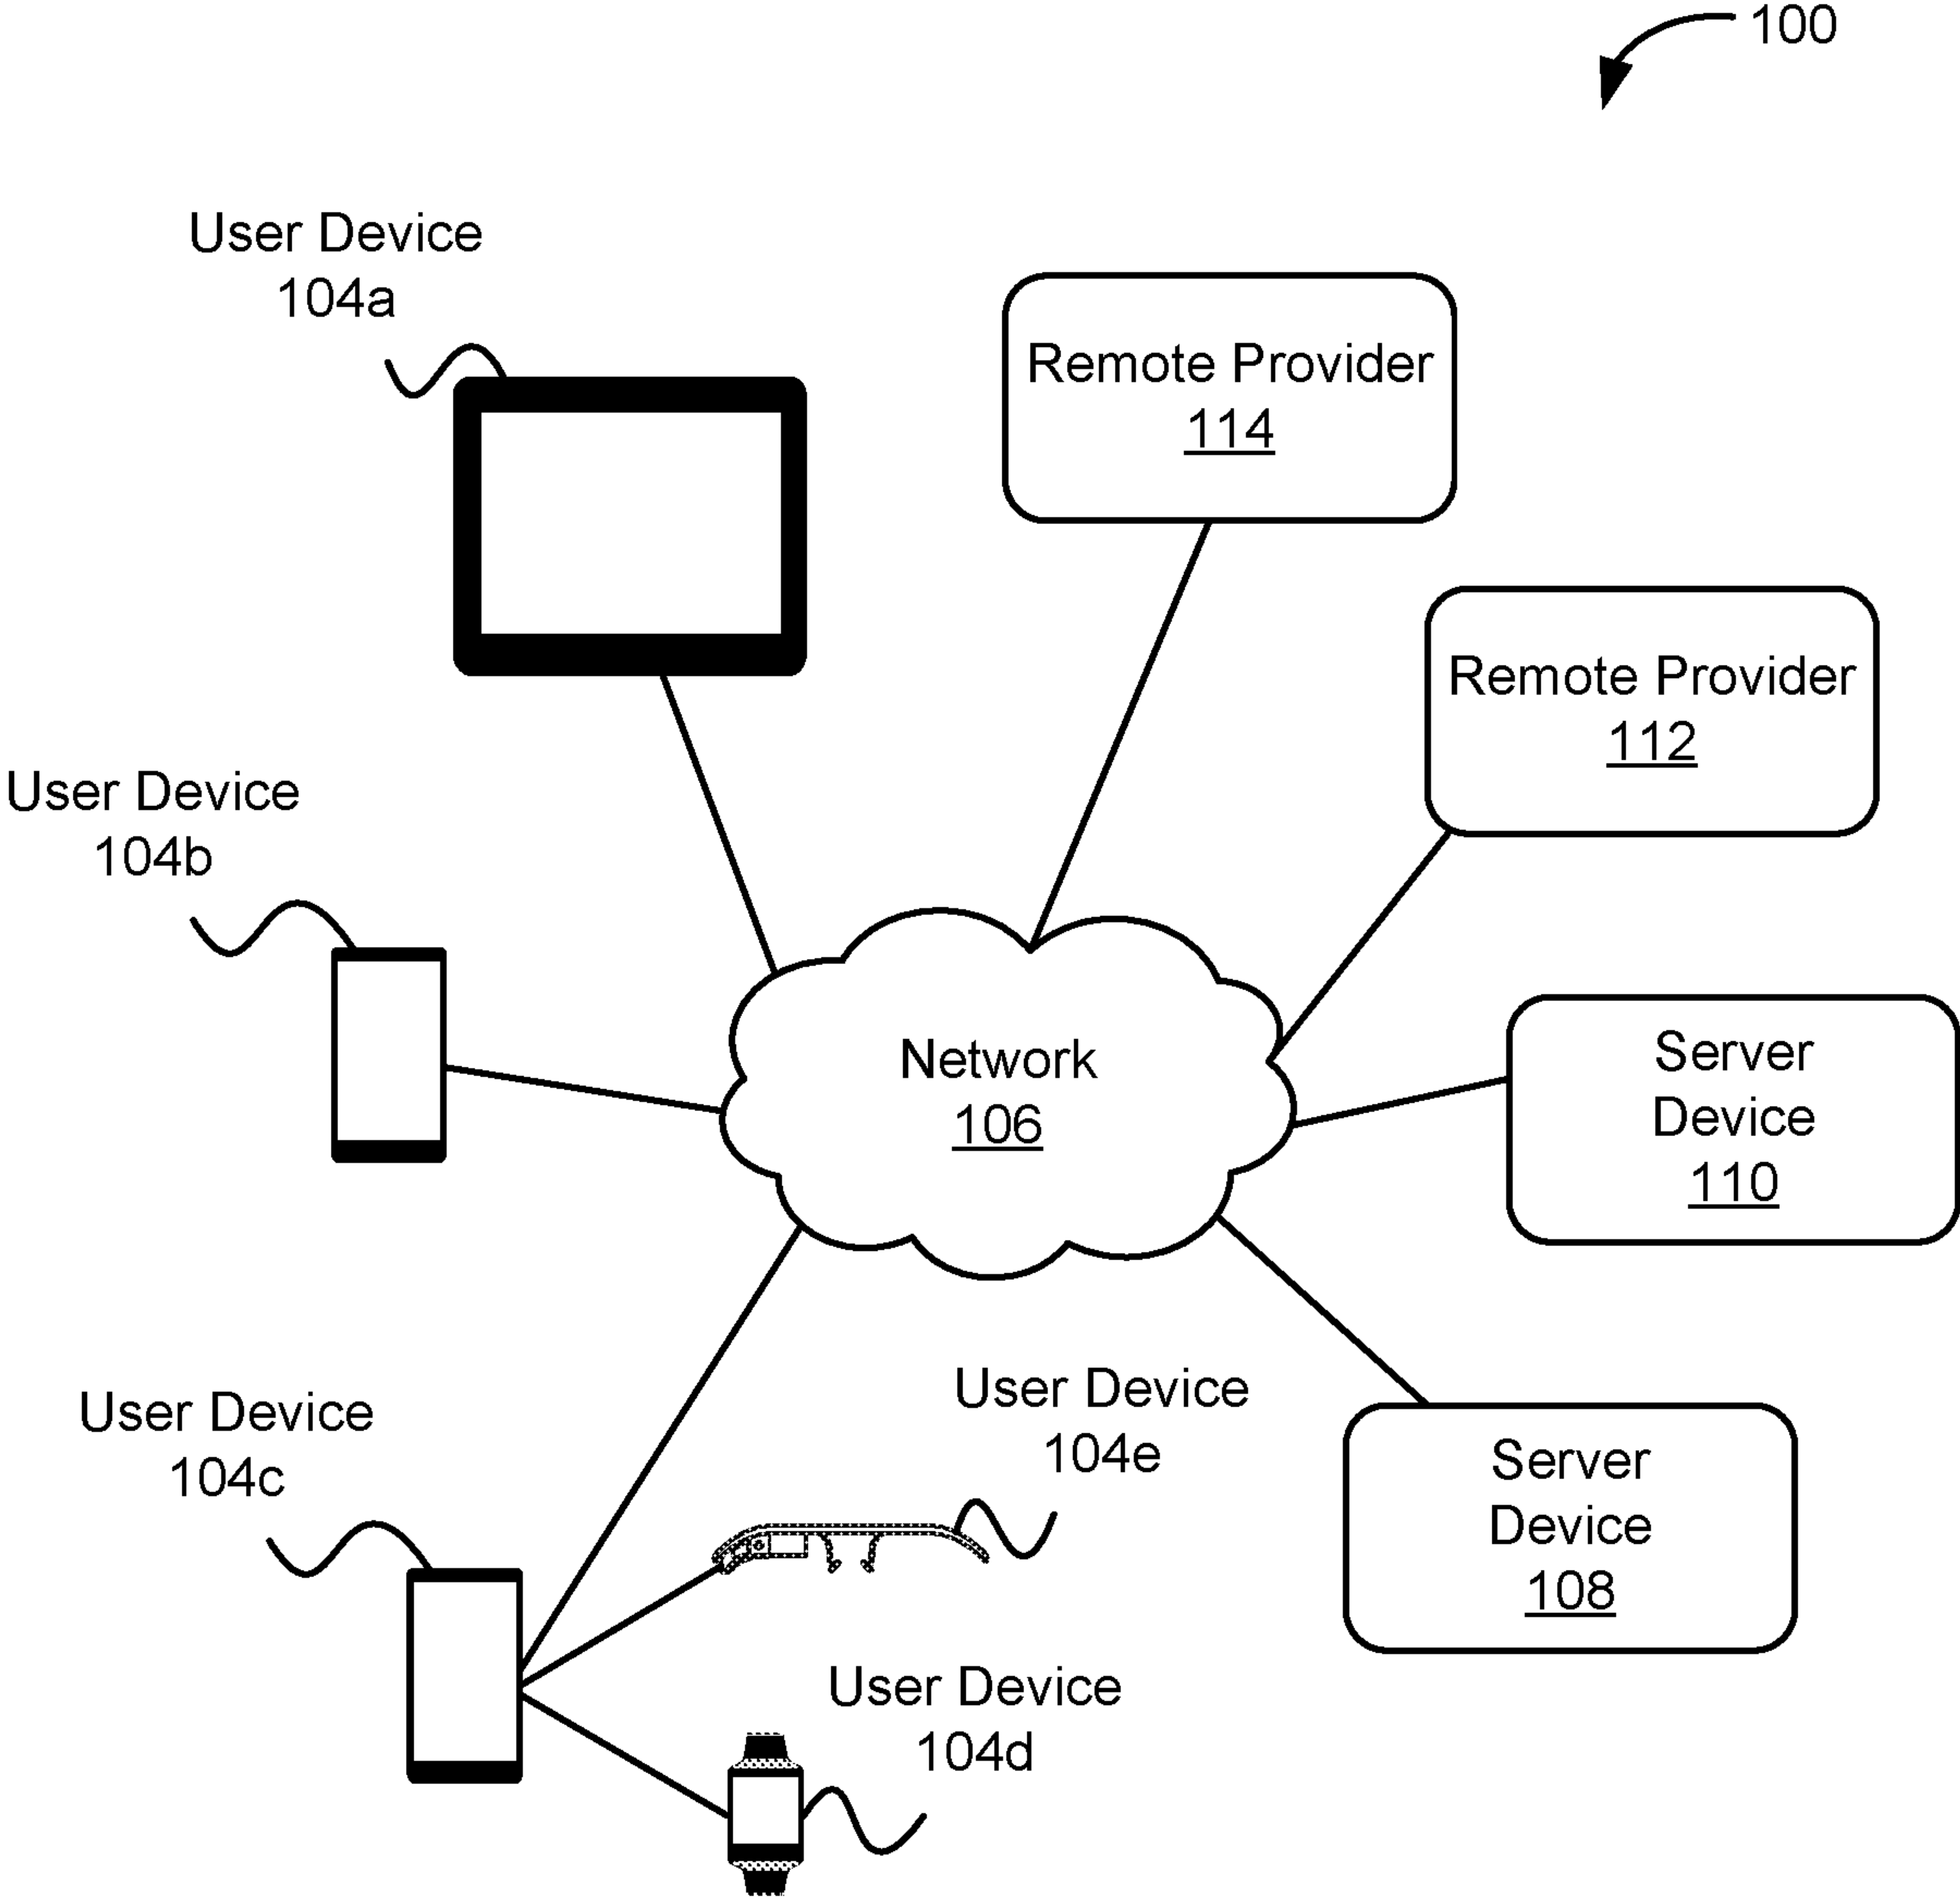 100
User Device
104a
Remote Provider
114
Remote Provider
112
User Device
104b
Network
106
Server
Device
110
User Device
104c
User Device
104e
Server
Device
108
User Device
104d